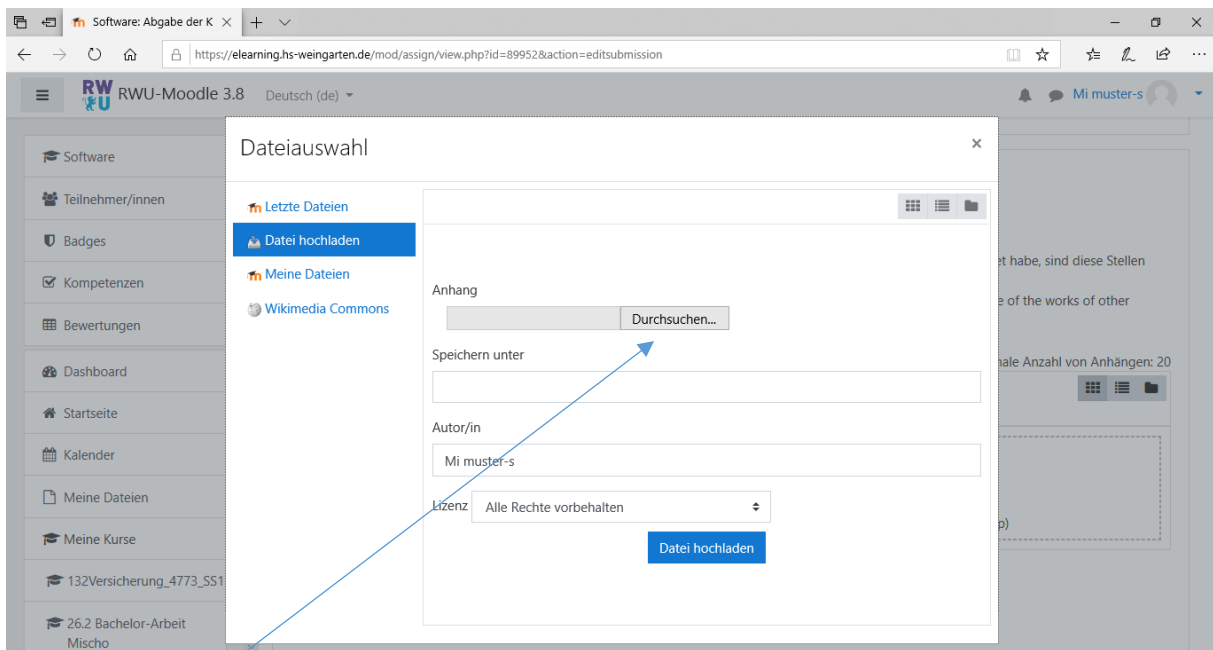 Software: Abgabe der K
https://elearning.hs-weingarten.de/mod/assign/view.php?id=89952&action=editsubmission
RW
U
RWU-Moodle 3.8
Deutsch (de)
Mi muster-s
Software
Teilnehmer/innen
Badges
Kompetenzen
Bewertungen
Dashboard
Startseite
Kalender
Meine Dateien
Meine Kurse
132Versicherung_4773_SS1
26.2 Bachelor-Arbeit
Mischo
Dateiauswahl
Letzte Dateien
Datei hochladen
Meine Dateien
Wikimedia Commons
Anhang
Durchsuchen...
Speichern unter
Autor/in
Mi muster-s
Lizenz Alle Rechte vorbehalten
Datei hochladen
et habe, sind diese Stellen
e of the works of other
nale Anzahl von Anhängen: 20
p)